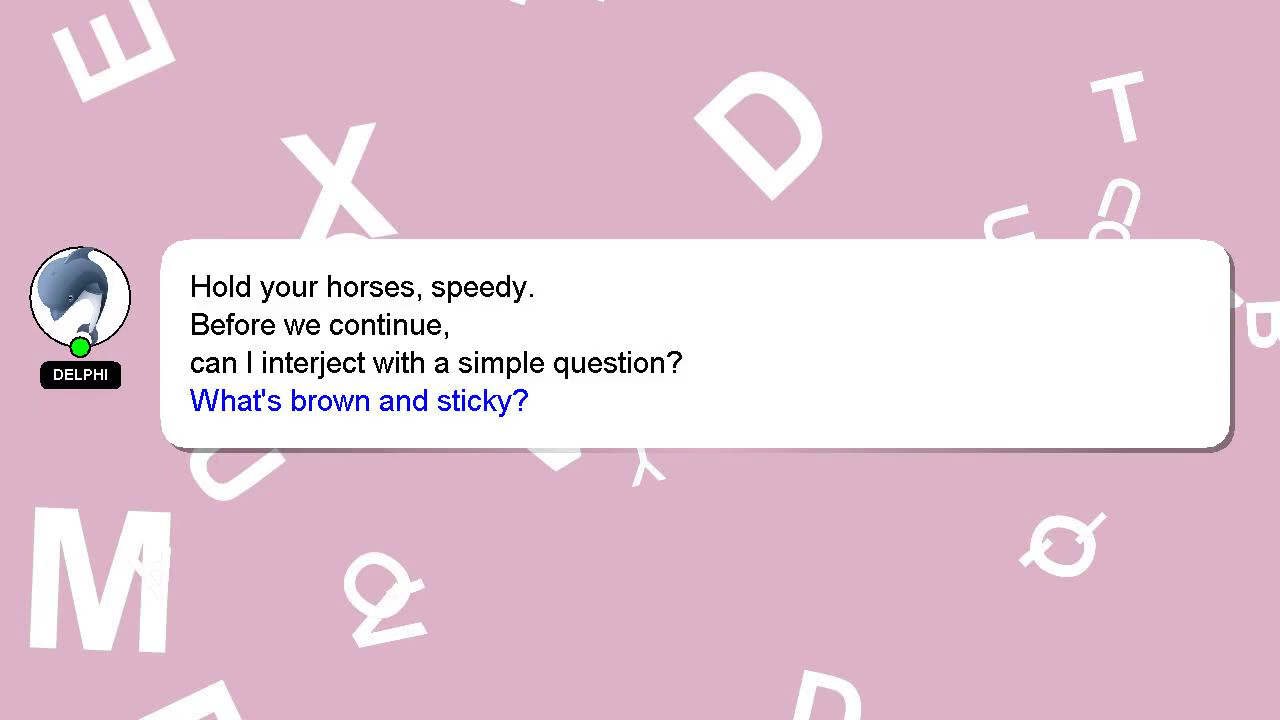 Hold your horses, speedy.
Before we continue,
can I interject with a simple question?
What's brown and sticky?
DELPHI
E
X
D
T
U
U
B
U
Y
M
Q
Q
D